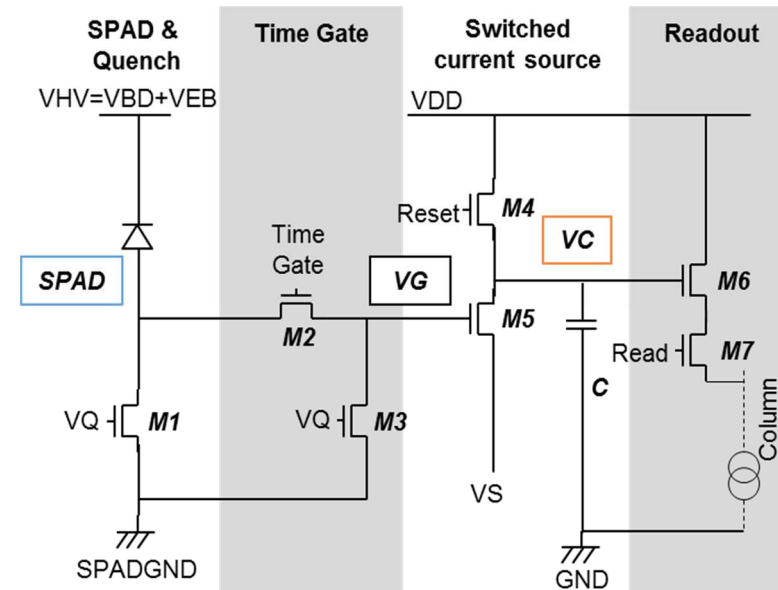 SPAD &
Quench
Time Gate
Switched
current source
Readout
VHV=VBD+VEB
VDD
Reset
M4
VC
Time
Gate
SPAD
VG
M6
M5
M2
Read
M7
C
VQ
M1
VQ
M3
Column
VS
SPADGND
GND